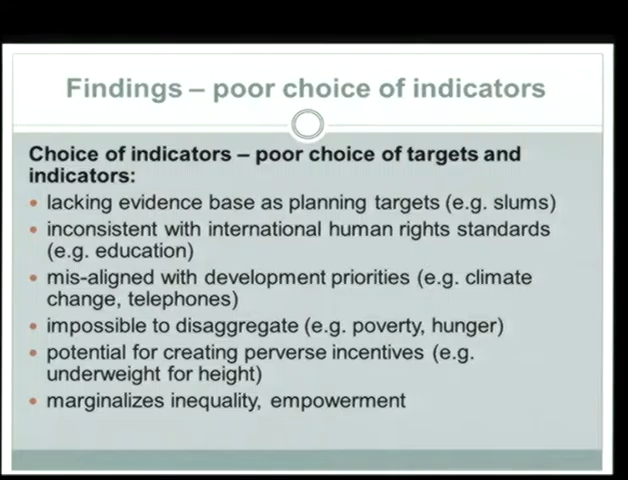 Findings – poor choice of indicators
Choice of indicators – poor choice of targets and
indicators:
• lacking evidence base as planning targets (e.g. slums)
• inconsistent with international human rights standards
(e.g. education)
• mis-aligned with development priorities (e.g. climate
change, telephones)
• impossible to disaggregate (e.g. poverty, hunger)
• potential for creating perverse incentives (e.g.
underweight for height)
• marginalizes inequality, empowerment